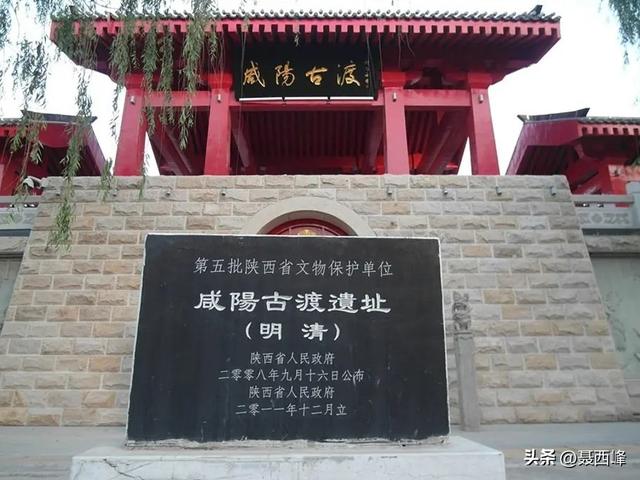 咸陽古渡
第五批陕西省文物保护单位
咸陽古渡遺址
(明 清)
陕西省人民政府
二零零八年九月十六日公布
陕西省人民政府
二零一一年十二月立
头条 @聂西峰